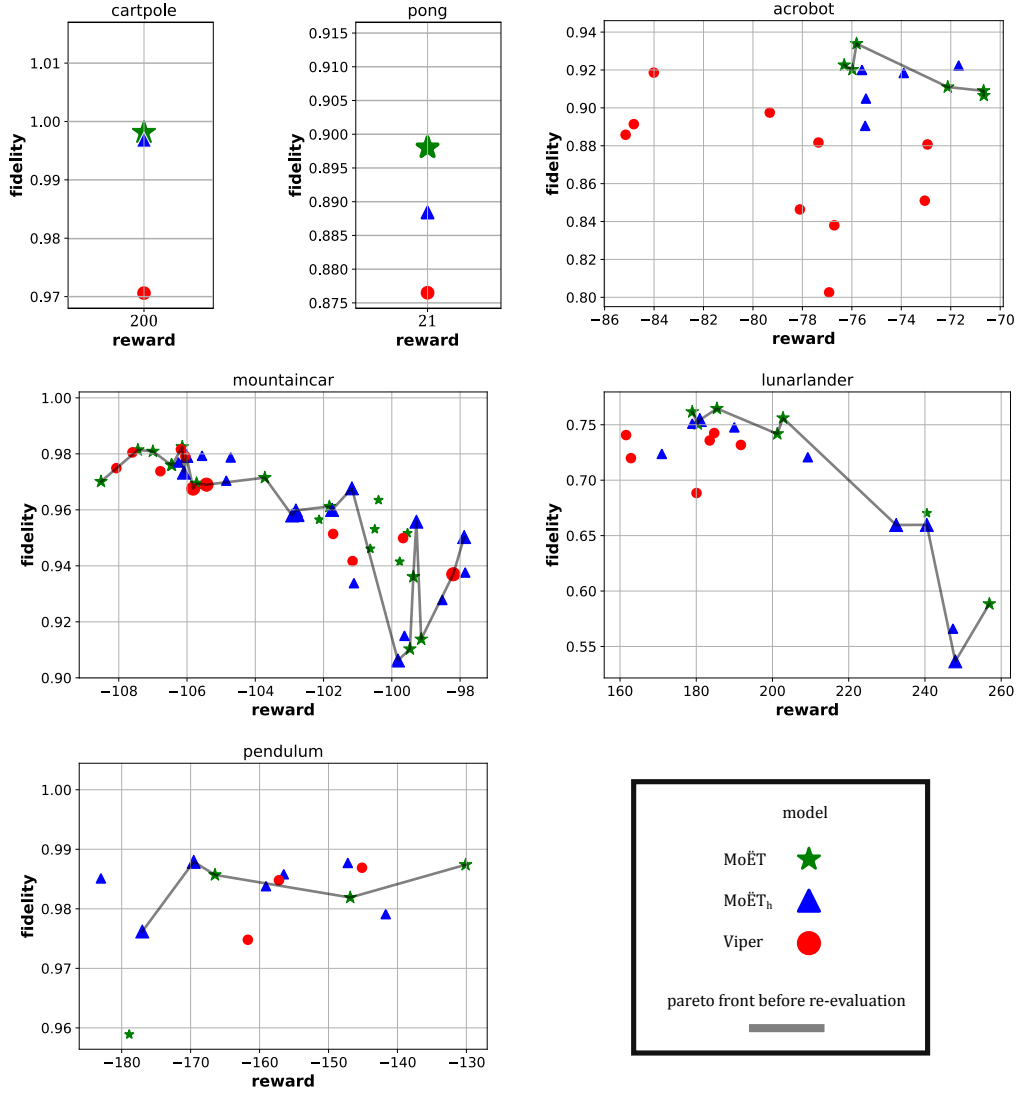 cartpole
1.01
1.00
0.99
0.98
0.97
fidelity
200
reward
pong
0.915
0.910
0.905
0.900
0.895
0.890
0.885
0.880
0.875
fidelity
21
reward
acrobot
0.94
0.92
0.90
0.88
0.86
0.84
0.82
0.80
fidelity
−86 −84 −82 −80 −78 −76 −74 −72 −70
reward
mountaincar
1.00
0.98
0.96
0.94
0.92
0.90
fidelity
−108 −106 −104 −102 −100 −98
reward
lunarlander
0.75
0.70
0.65
0.60
0.55
fidelity
160 180 200 220 240 260
reward
pendulum
1.00
0.99
0.98
0.97
0.96
fidelity
−180 −170 −160 −150 −140 −130
reward
model
MoËT
MoËTh
Viper
pareto front before re-evaluation